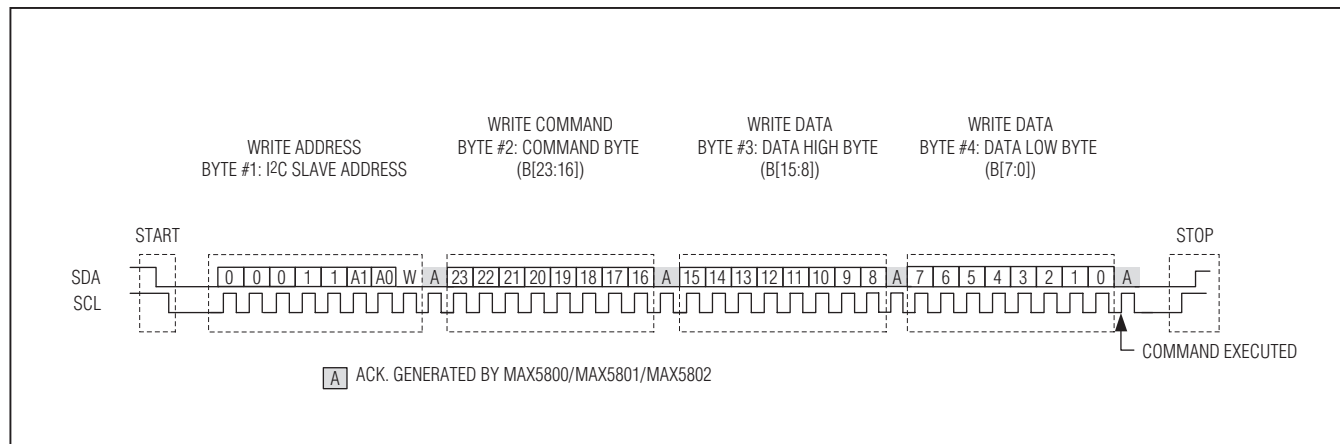 WRITE ADDRESS
BYTE #1: I2C SLAVE ADDRESS
WRITE COMMAND
BYTE #2: COMMAND BYTE
(B[23:16])
WRITE DATA
BYTE #3: DATA HIGH BYTE
(B[15:8])
WRITE DATA
BYTE #4: DATA LOW BYTE
(B[7:0])
START
STOP
SDA
0 0 0 1 1 A1 A0 W A 23 22 21 20 19 18 17 16 A 15 14 13 12 11 10 9 8 A 7 6 5 4 3 2 1 0 A
SCL
COMMAND EXECUTED
A ACK. GENERATED BY MAX5800/MAX5801/MAX5802